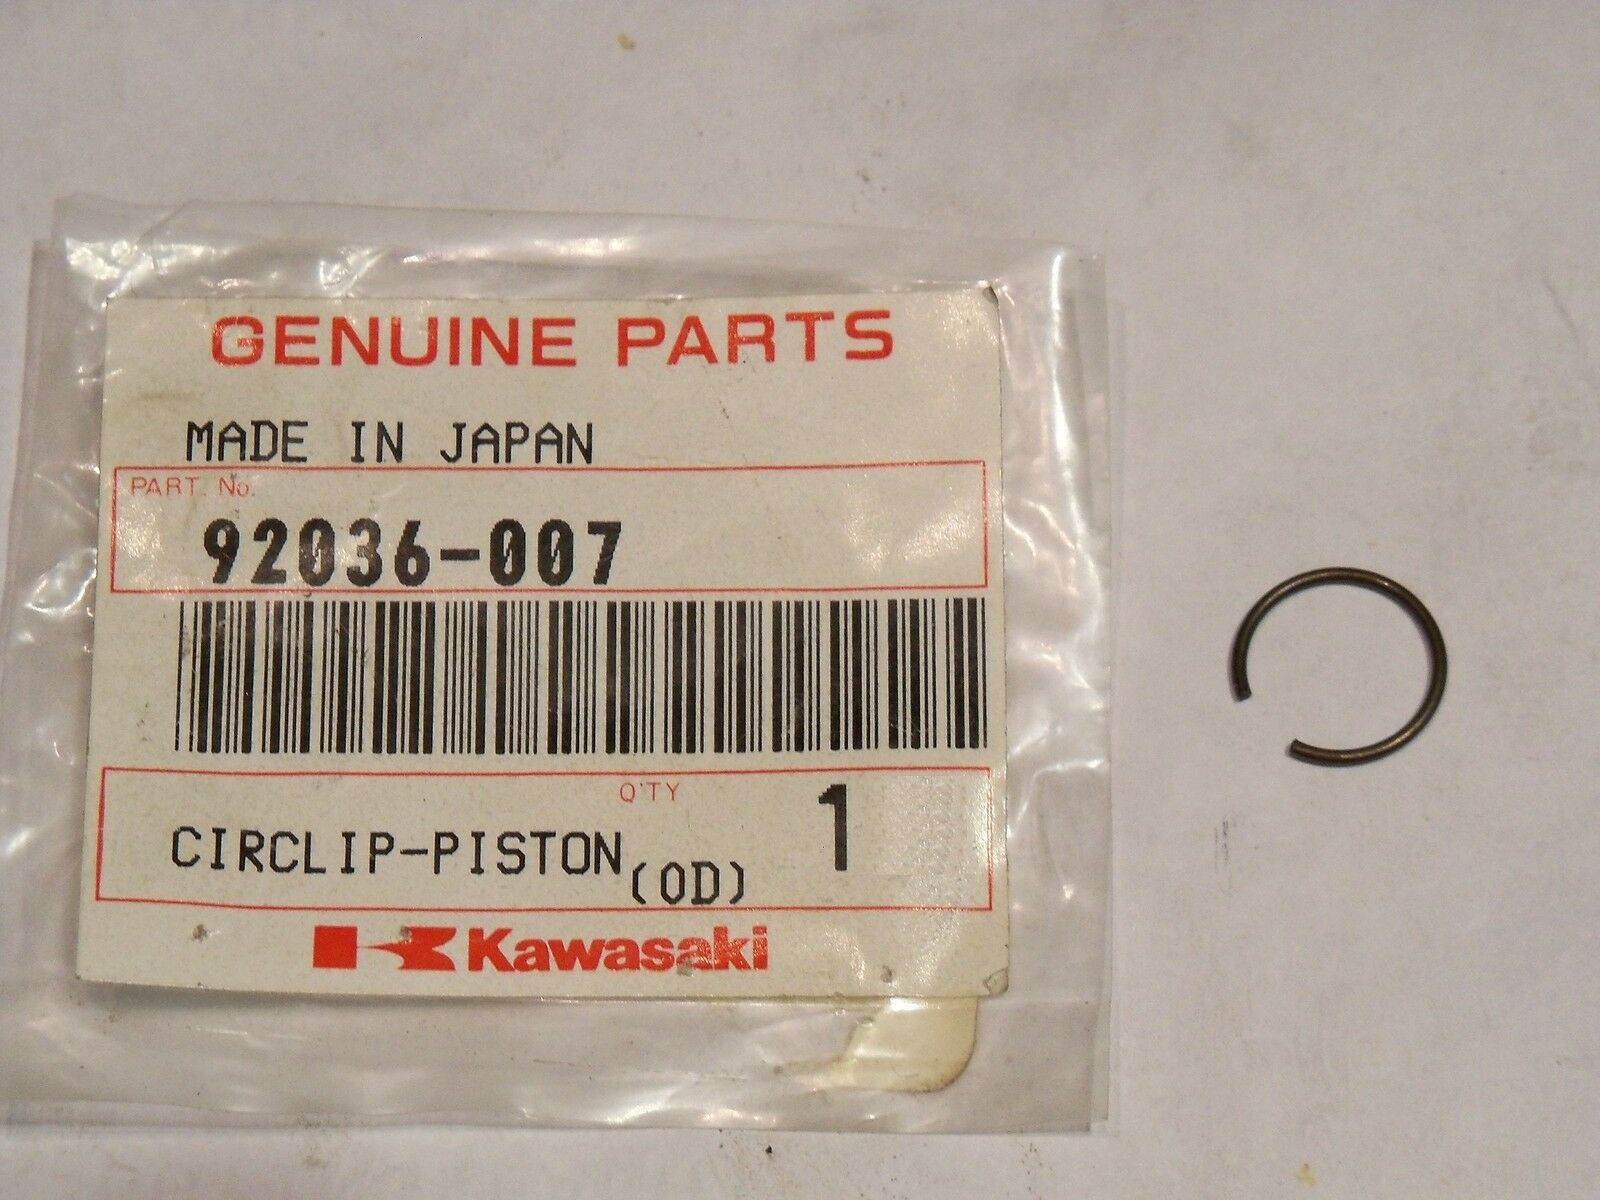 GENUINE PARTS
MADE IN JAPAN
PART. No.
92036-007
Q'TY 1
CIRCLIP-PISTON (OD)
Kawasaki